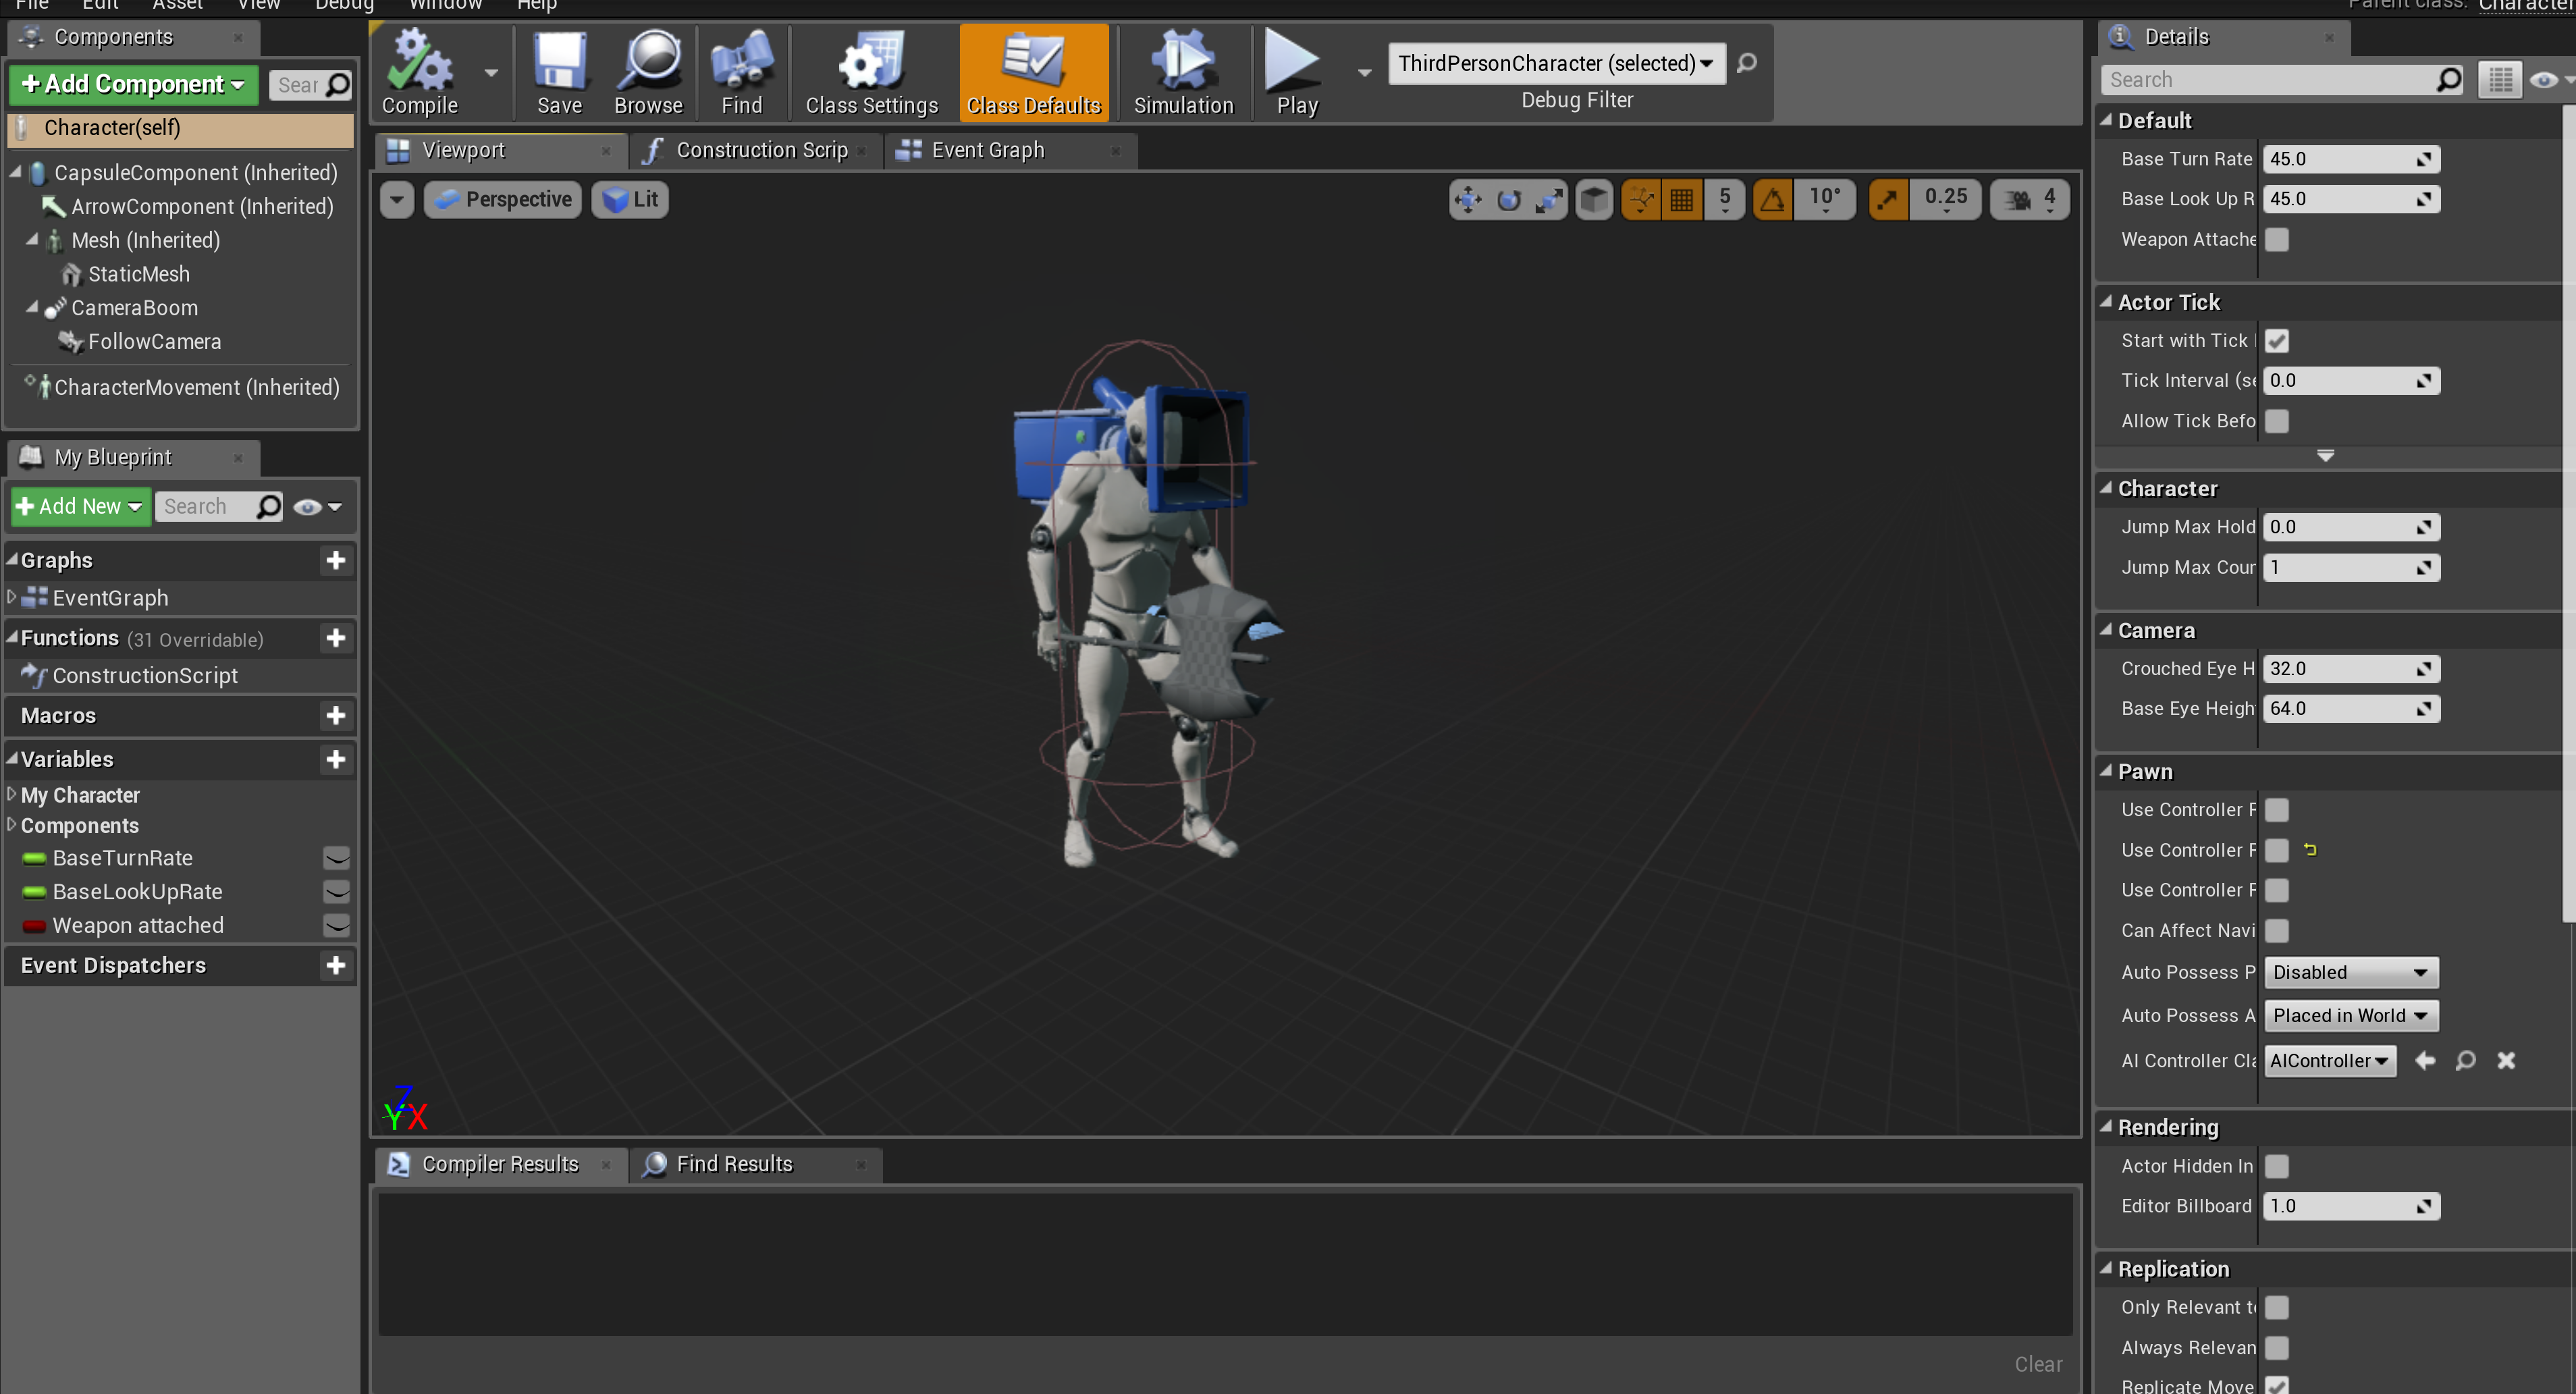 File Edit Asset View Debug Window Help
Parent class: Character
Components
+Add Component
Sear
Character(self)
CapsuleComponent (Inherited)
ArrowComponent (Inherited)
Mesh (Inherited)
StaticMesh
CameraBoom
FollowCamera
CharacterMovement (Inherited)
My Blueprint
+Add New
Search
Graphs
EventGraph
Functions (31 Overridable)
ConstructionScript
Macros
Variables
My Character
Components
BaseTurnRate
BaseLookUpRate
Weapon attached
Event Dispatchers
Compile Save Browse Find Class Settings Class Defaults Simulation Play
ThirdPersonCharacter (selected)
Debug Filter
Viewport
Construction Scrip
Event Graph
Perspective
Lit
5 10° 0.25 4
Z
Y X
Compiler Results
Find Results
Clear
Details
Search
Default
Base Turn Rate 45.0
Base Look Up R 45.0
Weapon Attache
Actor Tick
Start with Tick
Tick Interval (se 0.0
Allow Tick Befo
Character
Jump Max Hold 0.0
Jump Max Cour 1
Camera
Crouched Eye H 32.0
Base Eye Heigh 64.0
Pawn
Use Controller F
Use Controller F
Use Controller F
Can Affect Navi
Auto Possess P Disabled
Auto Possess A Placed in World
AI Controller Cla AIController
Rendering
Actor Hidden In
Editor Billboard 1.0
Replication
Only Relevant to
Always Relevan
Replicate Move